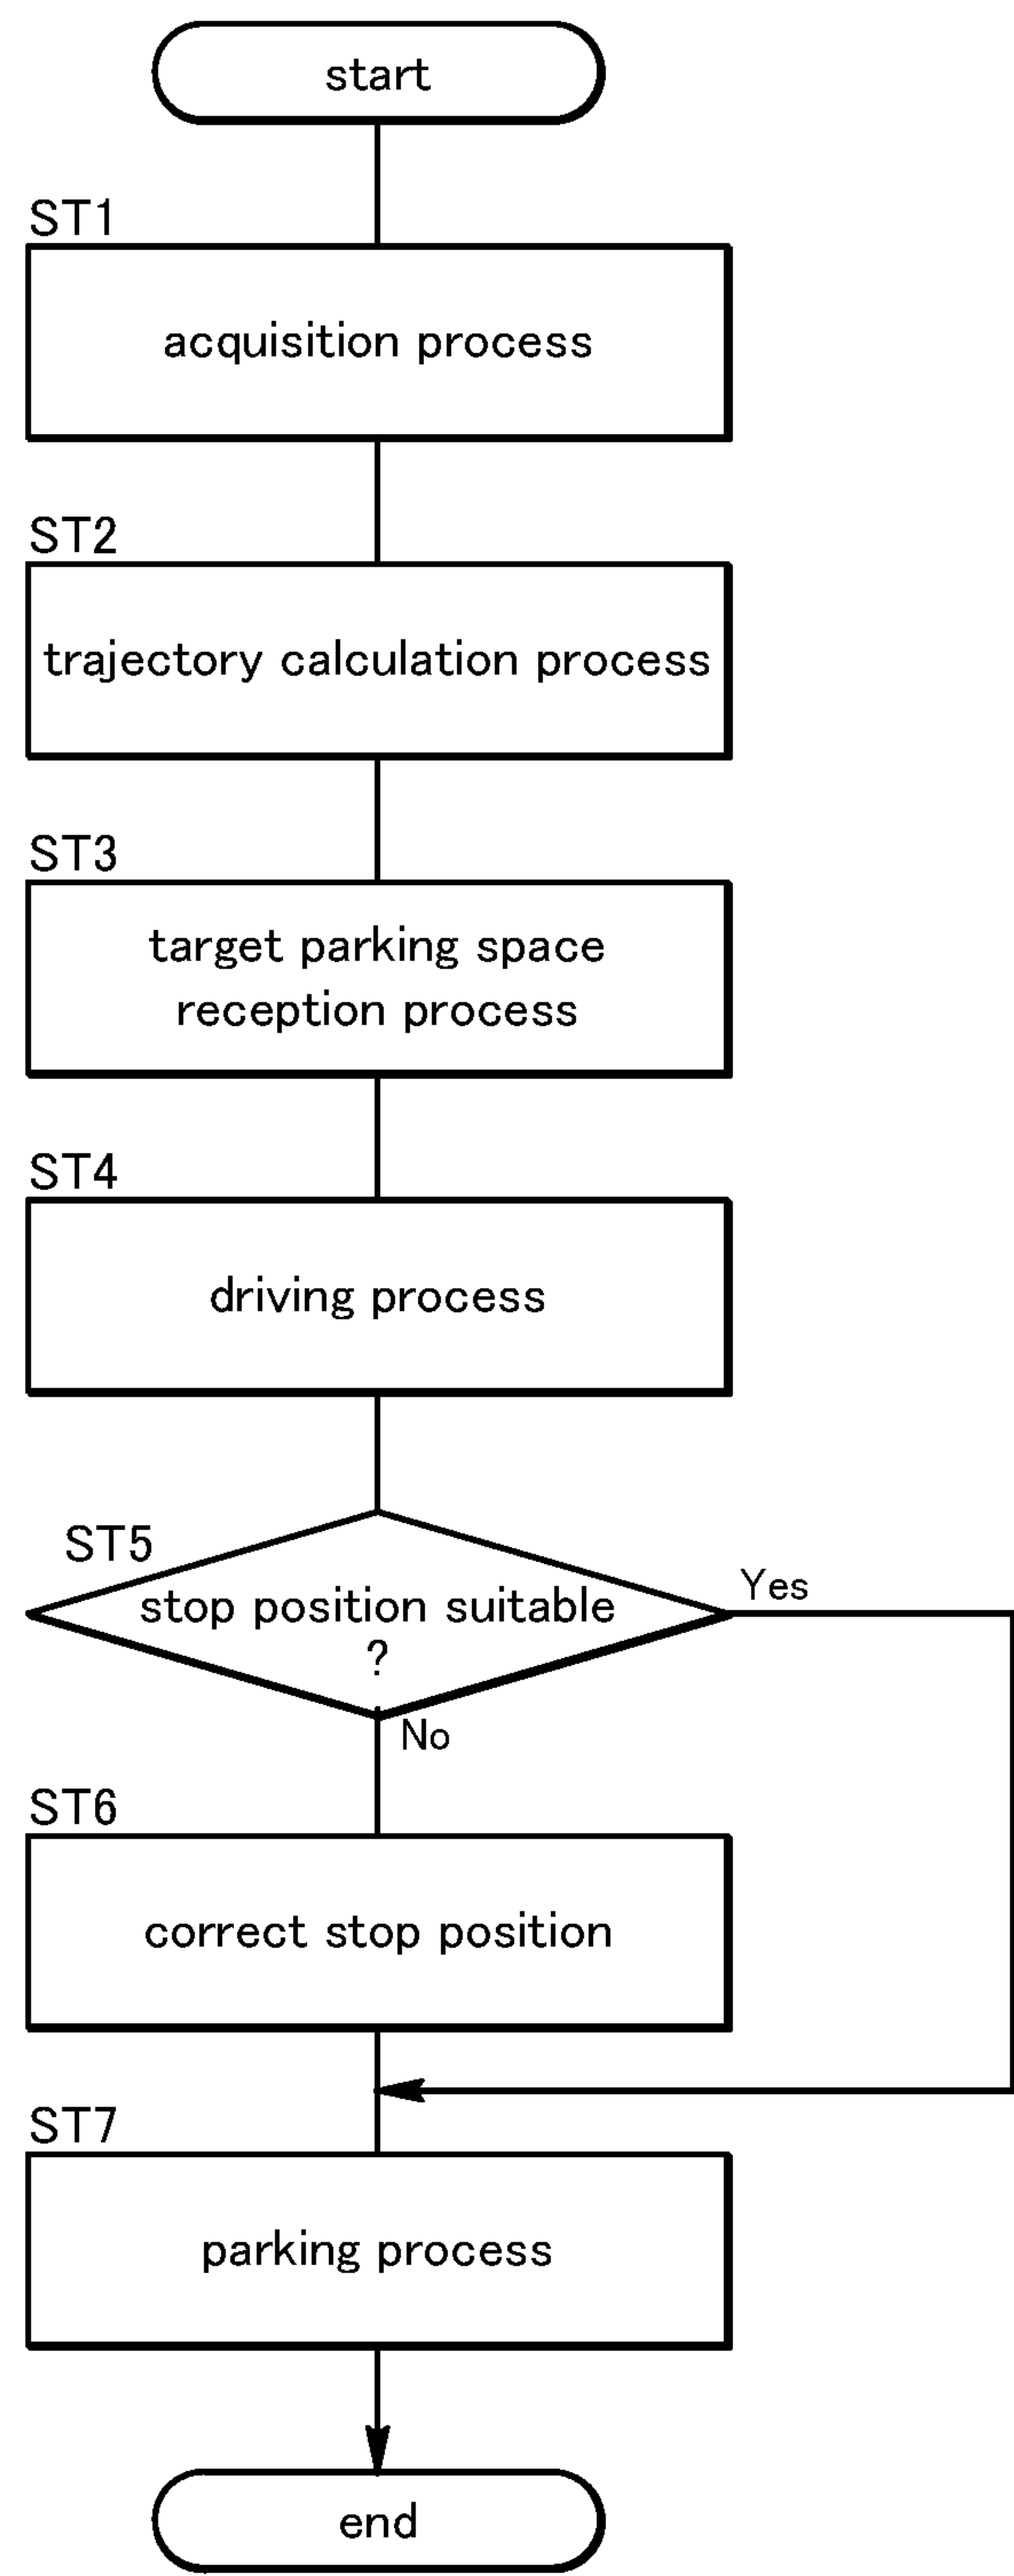 start
ST1
acquisition process
ST2
trajectory calculation process
ST3
target parking space
reception process
ST4
driving process
ST5
stop position suitable
?
Yes
No
ST6
correct stop position
ST7
parking process
end